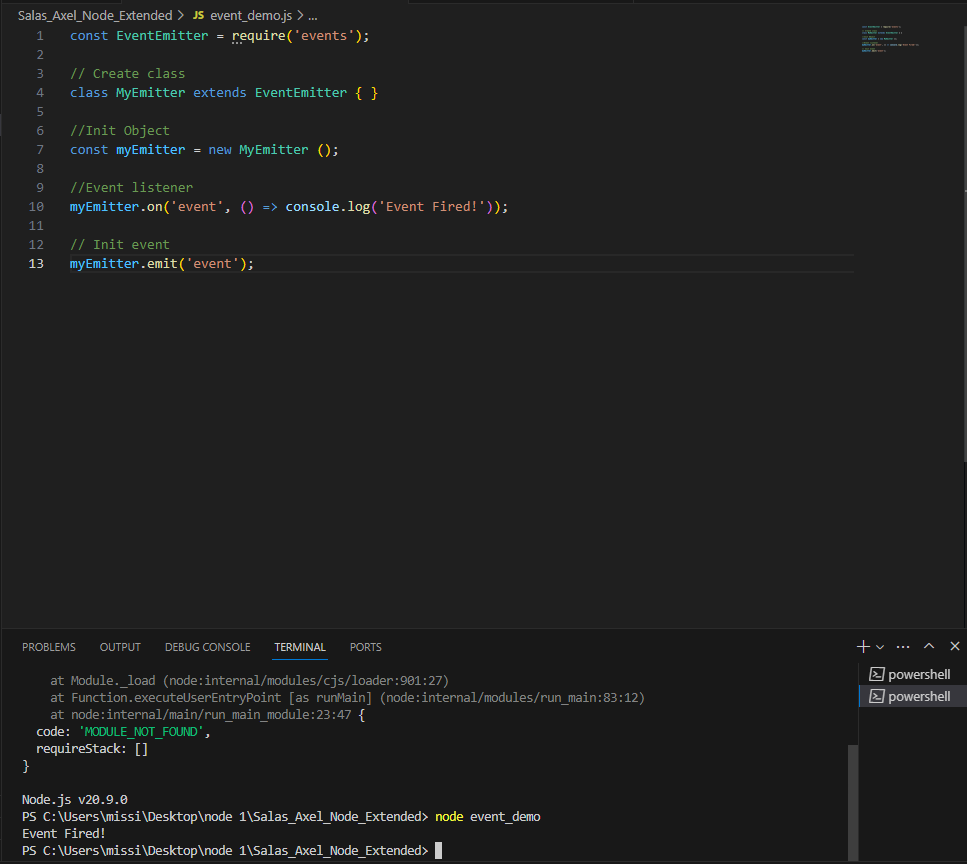 Salas_Axel_Node_Extended > JS event_demo.js > ...
1 const EventEmitter = require('events');
2
3 // Create class
4 class MyEmitter extends EventEmitter { }
5
6 //Init Object
7 const myEmitter = new MyEmitter ();
8
9 //Event listener
10 myEmitter.on('event', () => console.log('Event Fired!'));
11
12 // Init event
13 myEmitter.emit('event');
PROBLEMS OUTPUT DEBUG CONSOLE TERMINAL PORTS
powershell
powershell
at Module._load (node:internal/modules/cjs/loader:901:27)
at Function.executeUserEntryPoint [as runMain] (node:internal/modules/run_main:83:12)
at node:internal/main/run_main_module:23:47 {
code: 'MODULE_NOT_FOUND',
requireStack: []
}
Node.js v20.9.0
PS C:\Users\missi\Desktop\node 1\Salas_Axel_Node_Extended> node event_demo
Event Fired!
PS C:\Users\missi\Desktop\node 1\Salas_Axel_Node_Extended>